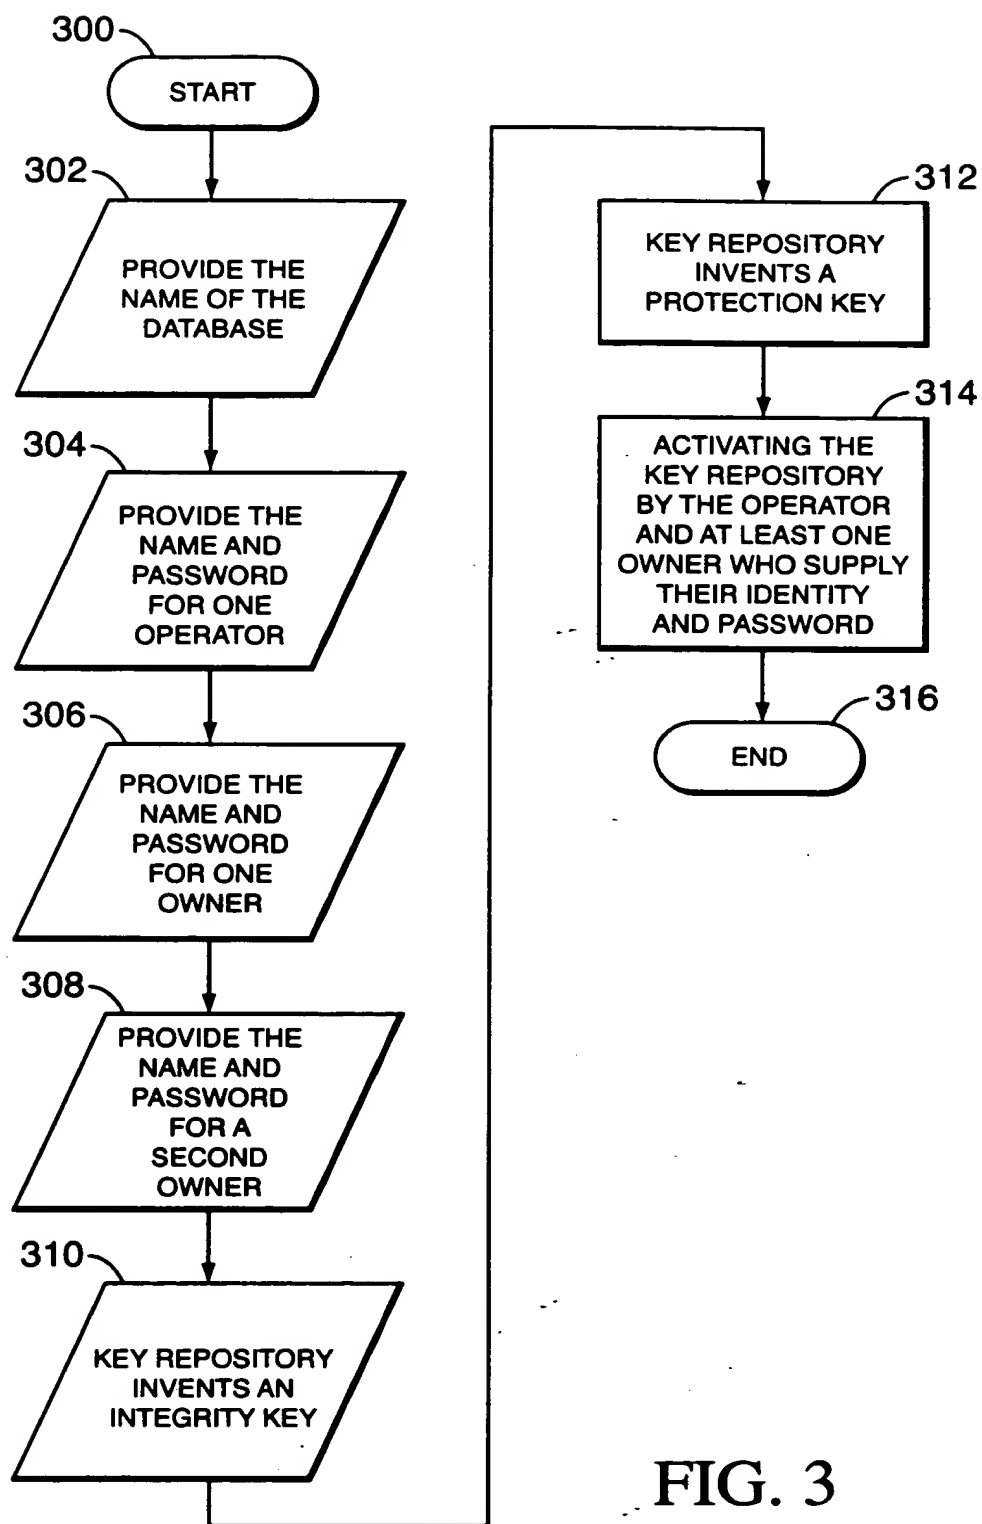 300
START
302
PROVIDE THE
NAME OF THE
DATABASE
304
PROVIDE THE
NAME AND
PASSWORD
FOR ONE
OPERATOR
306
PROVIDE THE
NAME AND
PASSWORD
FOR ONE
OWNER
308
PROVIDE THE
NAME AND
PASSWORD
FOR A
SECOND
OWNER
310
KEY REPOSITORY
INVENTS AN
INTEGRITY KEY
312
KEY REPOSITORY
INVENTS A
PROTECTION KEY
314
ACTIVATING THE
KEY REPOSITORY
BY THE OPERATOR
AND AT LEAST ONE
OWNER WHO SUPPLY
THEIR IDENTITY
AND PASSWORD
316
END
FIG. 3